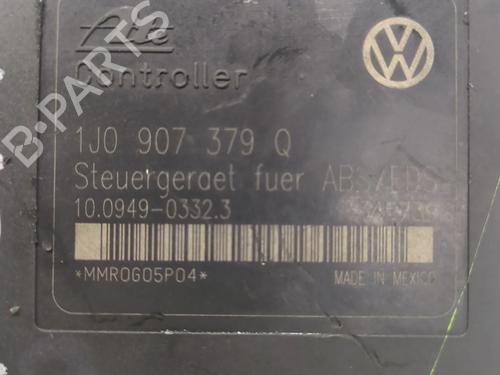 Ate
Controller
1J0 907 379 Q
Steuergeraet fuer ABS/EDS
10.0949-0332.3
*MMR0G05P04*
MADE IN MEXICO
B-PARTS